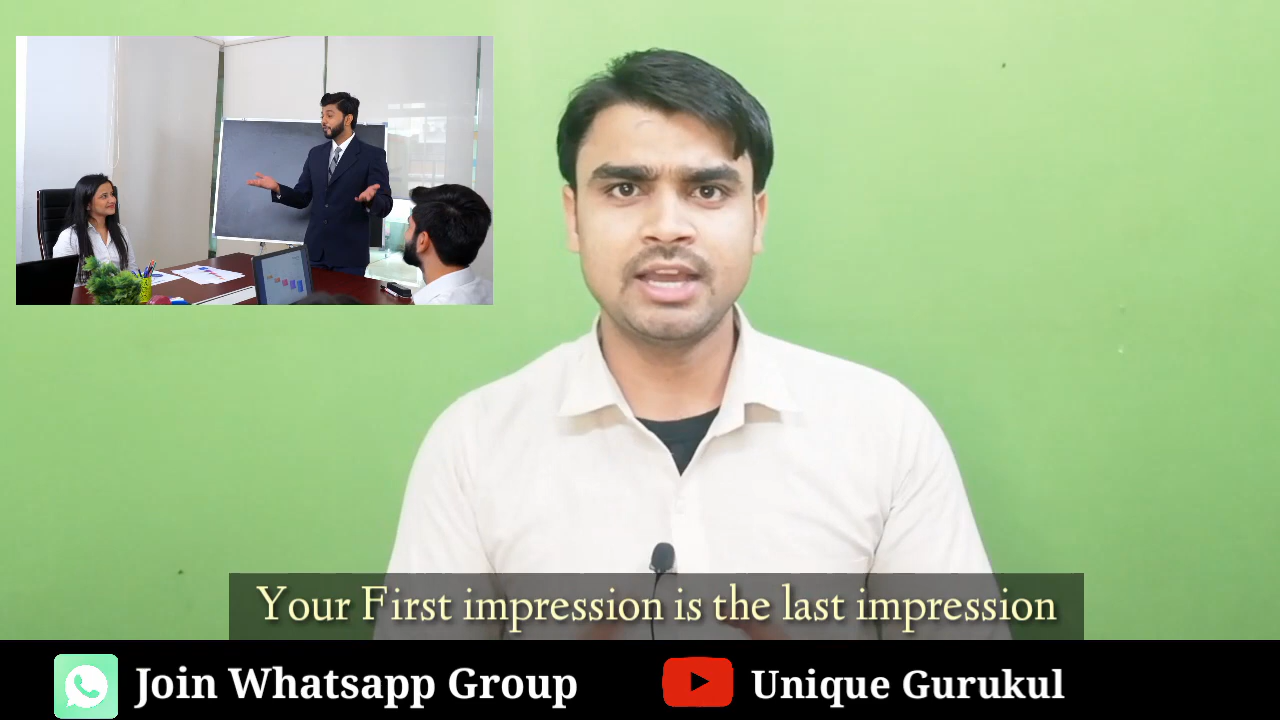 Your First impression is the last impression
Join Whatsapp Group
Unique Gurukul